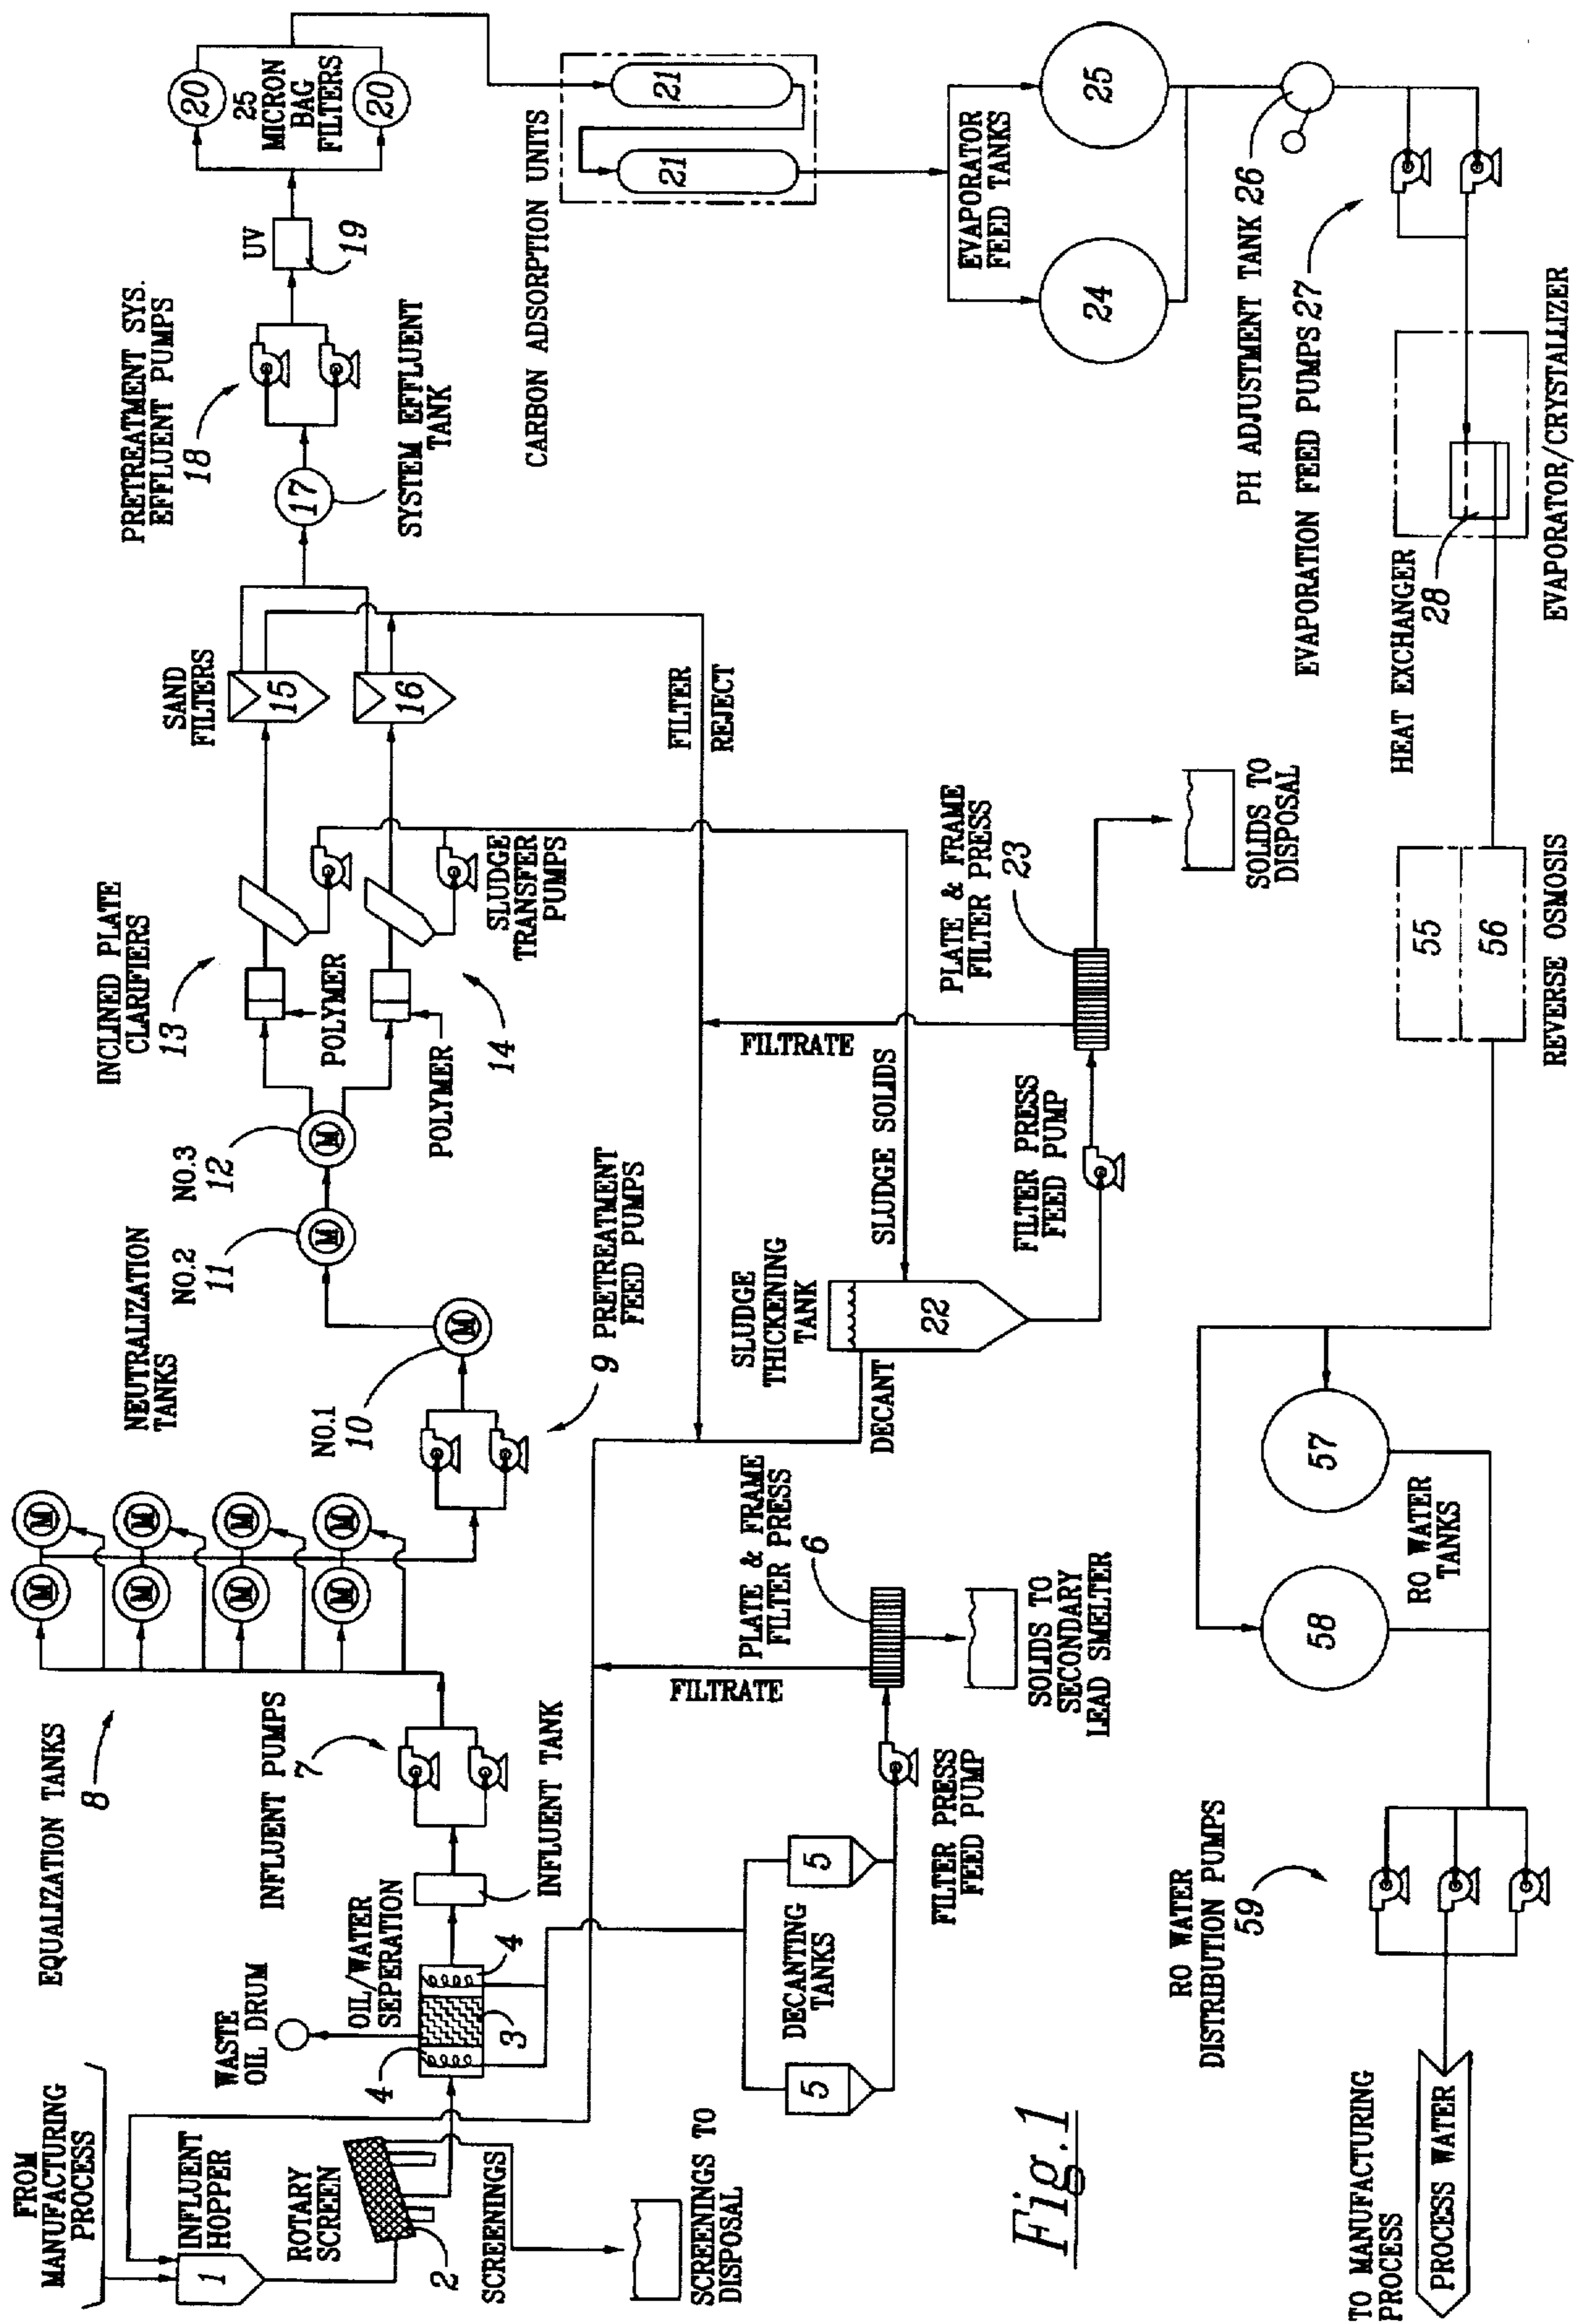 FROM
MANUFACTURING
PROCESS
INFLUENT
HOPPER
1
ROTARY
SCREEN
2
SCREENINGS
SCREENINGS TO
DISPOSAL
WASTE
OIL DRUM
OIL/WATER
SEPERATION
4
3
4
INFLUENT TANK
INFLUENT PUMPS
7
EQUALIZATION TANKS
8
M
M
M
M
M
M
M
M
DECANTING
TANKS
5
5
FILTER PRESS
FEED PUMP
PLATE & FRAME
FILTER PRESS
6
FILTRATE
SOLIDS TO
SECONDARY
LEAD SMELTER
9 PRETREATMENT
FEED PUMPS
NEUTRALIZATION
TANKS
NO.1
10
M
NO.2
11
M
NO.3
12
M
INCLINED PLATE
CLARIFIERS
13
POLYMER
POLYMER
14
SLUDGE
TRANSFER
PUMPS
SAND
FILTERS
15
16
FILTER
REJECT
DECANT
SLUDGE
THICKENING
TANK
22
SLUDGE SOLIDS
FILTER PRESS
FEED PUMP
FILTRATE
PLATE & FRAME
FILTER PRESS
23
SOLIDS TO
DISPOSAL
17
SYSTEM EFFLUENT
TANK
PRETREATMENT SYS.
EFFLUENT PUMPS
18
UV
19
20
25
MICRON
BAG
FILTERS
20
CARBON ADSORPTION UNITS
21
21
EVAPORATOR
FEED TANKS
24
25
PH ADJUSTMENT TANK 26
EVAPORATION FEED PUMPS 27
HEAT EXCHANGER
28
EVAPORATOR/CRYSTALLIZER
55
56
REVERSE OSMOSIS
57
58
RO WATER
TANKS
RO WATER
DISTRIBUTION PUMPS
59
TO MANUFACTURING
PROCESS
PROCESS WATER
Fig.1